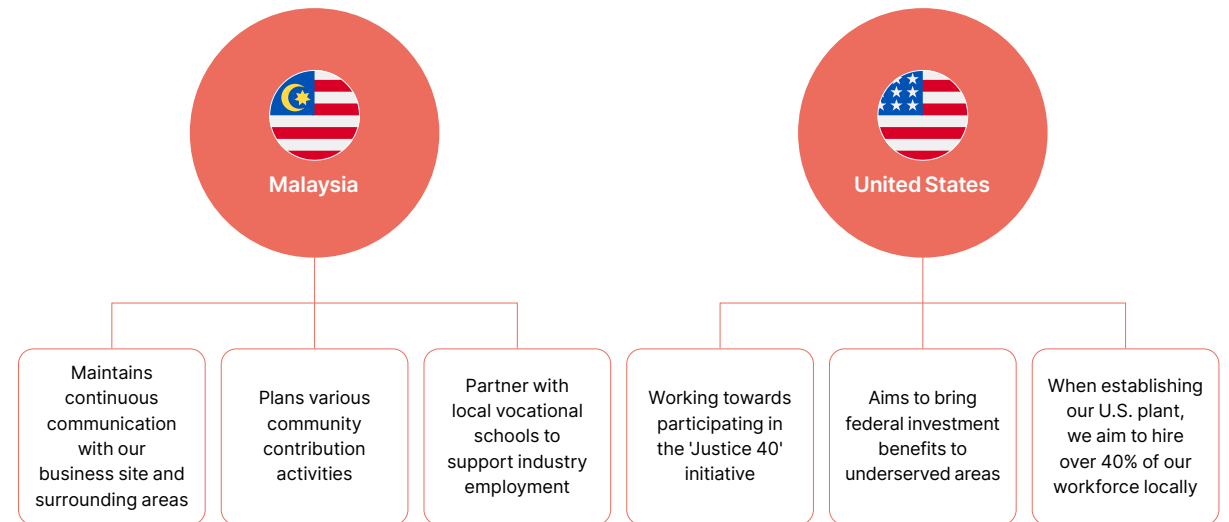 Malaysia
United States
Maintains
continuous
communication
with our
business site and
surrounding areas
Plans various
community
contribution
activities
Partner with
local vocational
schools to
support industry
employment
Working towards
participating in
the 'Justice 40'
initiative
Aims to bring
federal investment
benefits to
underserved areas
When establishing
our U.S. plant,
we aim to hire
over 40% of our
workforce locally